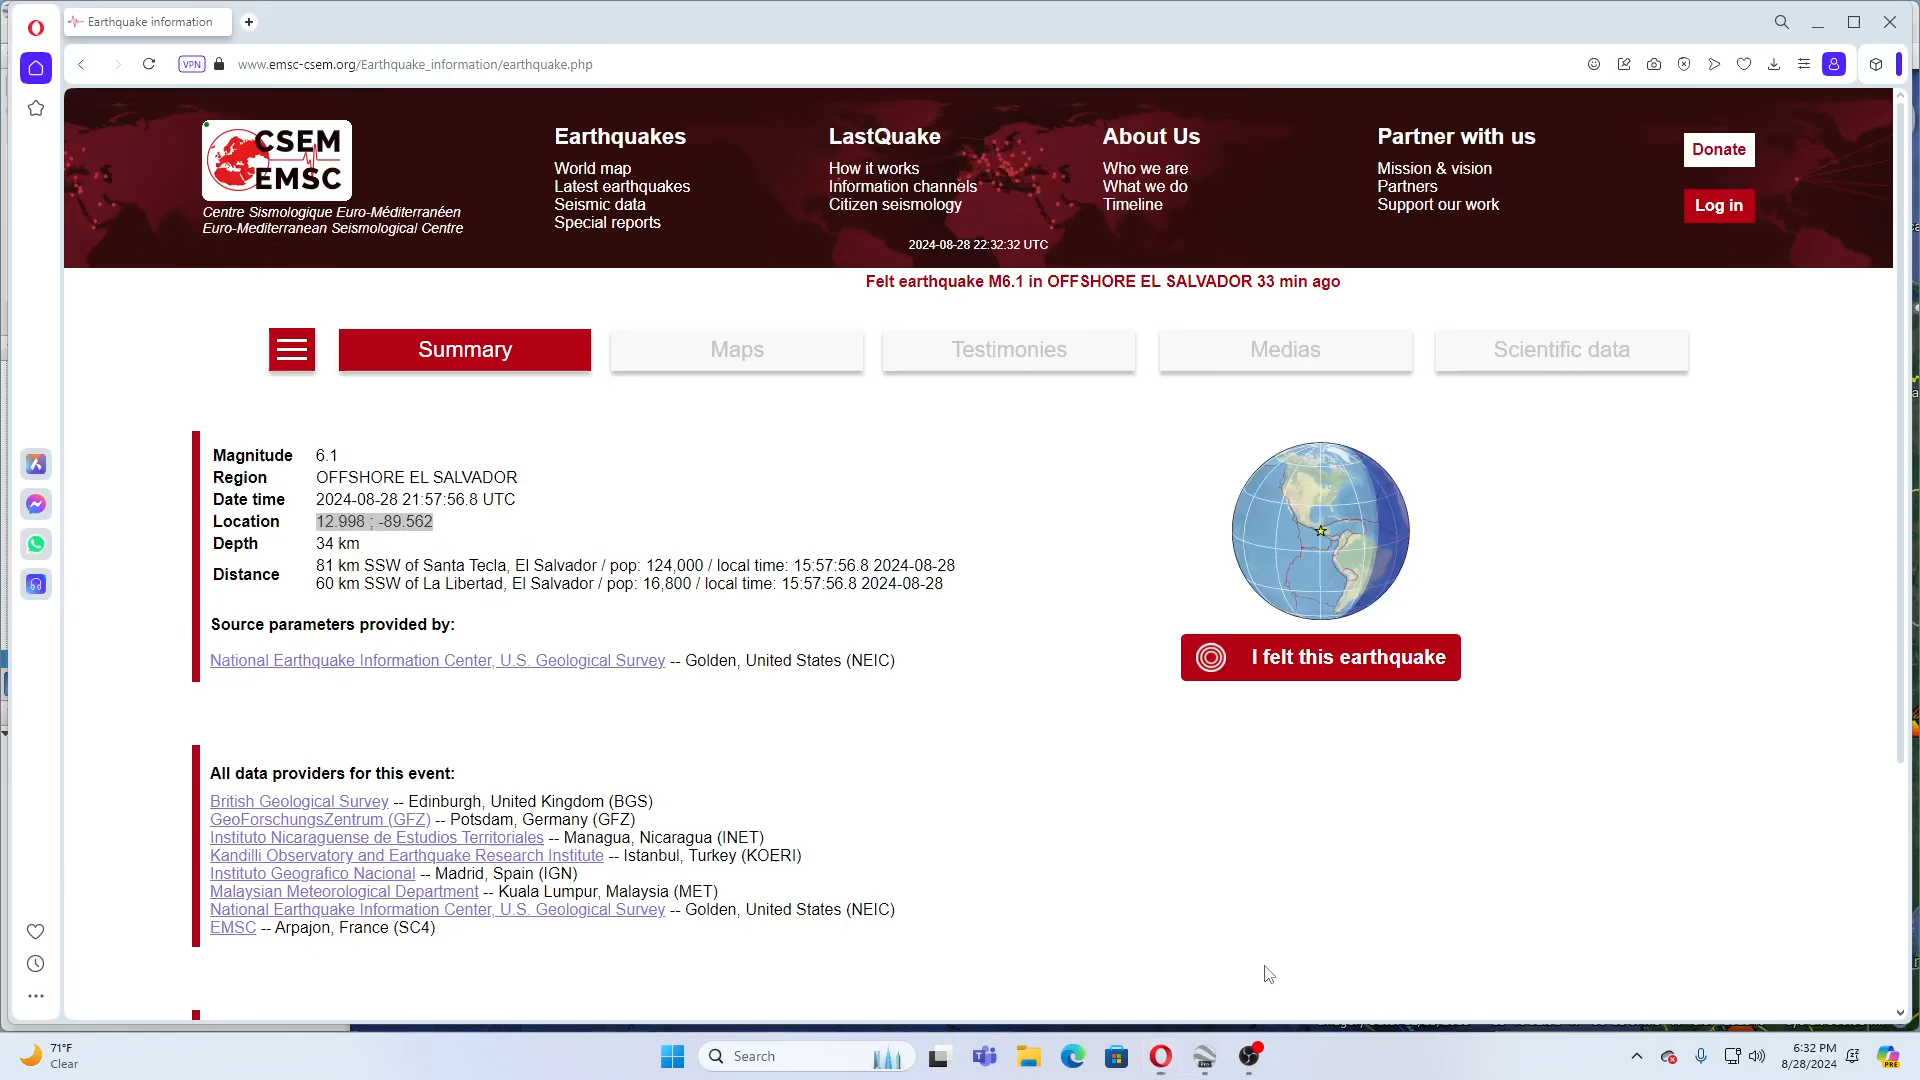 Earthquake information
VPN
www.emsc-csem.org/Earthquake_information/earthquake.php
CSEM
EMSC
Centre Sismologique Euro-Méditerranéen
Euro-Mediterranean Seismological Centre
Earthquakes
World map
Latest earthquakes
Seismic data
Special reports
LastQuake
How it works
Information channels
Citizen seismology
About Us
Who we are
What we do
Timeline
Partner with us
Mission & vision
Partners
Support our work
Donate
Log in
2024-08-28 22:32:32 UTC
Felt earthquake M6.1 in OFFSHORE EL SALVADOR 33 min ago
Summary
Maps
Testimonies
Medias
Scientific data
Magnitude 6.1
Region OFFSHORE EL SALVADOR
Date time 2024-08-28 21:57:56.8 UTC
Location 12.998 ; -89.562
Depth 34 km
Distance 81 km SSW of Santa Tecla, El Salvador / pop: 124,000 / local time: 15:57:56.8 2024-08-28
60 km SSW of La Libertad, El Salvador / pop: 16,800 / local time: 15:57:56.8 2024-08-28
Source parameters provided by:
National Earthquake Information Center, U.S. Geological Survey -- Golden, United States (NEIC)
I felt this earthquake
All data providers for this event:
British Geological Survey -- Edinburgh, United Kingdom (BGS)
GeoForschungsZentrum (GFZ) -- Potsdam, Germany (GFZ)
Instituto Nicaraguense de Estudios Territoriales -- Managua, Nicaragua (INET)
Kandilli Observatory and Earthquake Research Institute -- Istanbul, Turkey (KOERI)
Instituto Geografico Nacional -- Madrid, Spain (IGN)
Malaysian Meteorological Department -- Kuala Lumpur, Malaysia (MET)
National Earthquake Information Center, U.S. Geological Survey -- Golden, United States (NEIC)
EMSC -- Arpajon, France (SC4)
71°F
Clear
Search
6:32 PM
8/28/2024
PRE